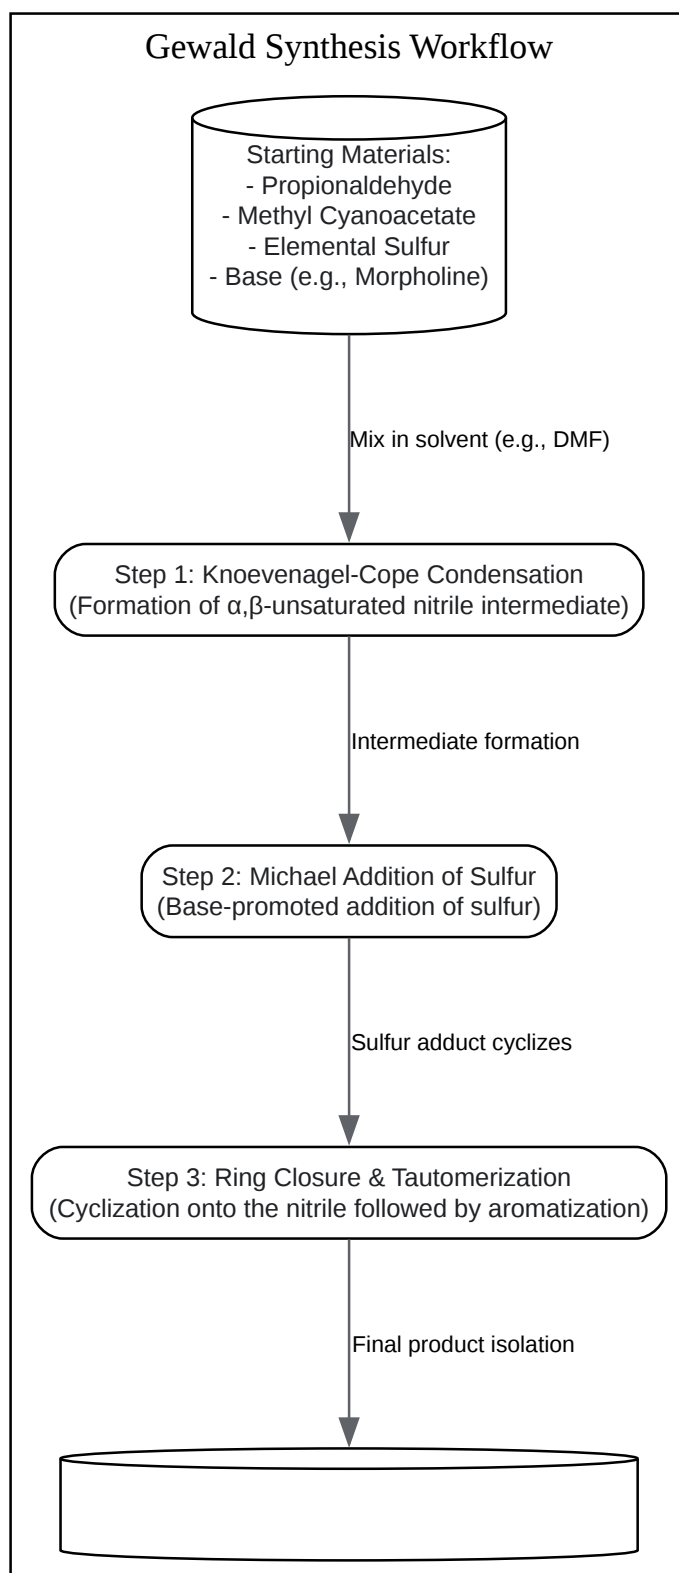 Gewald Synthesis Workflow
Starting Materials:
- Propionaldehyde
- Methyl Cyanoacetate
- Elemental Sulfur
- Base (e.g., Morpholine)
Mix in solvent (e.g., DMF)
Step 1: Knoevenagel-Cope Condensation
(Formation of α,β-unsaturated nitrile intermediate)
Intermediate formation
Step 2: Michael Addition of Sulfur
(Base-promoted addition of sulfur)
Sulfur adduct cyclizes
Step 3: Ring Closure & Tautomerization
(Cyclization onto the nitrile followed by aromatization)
Final product isolation